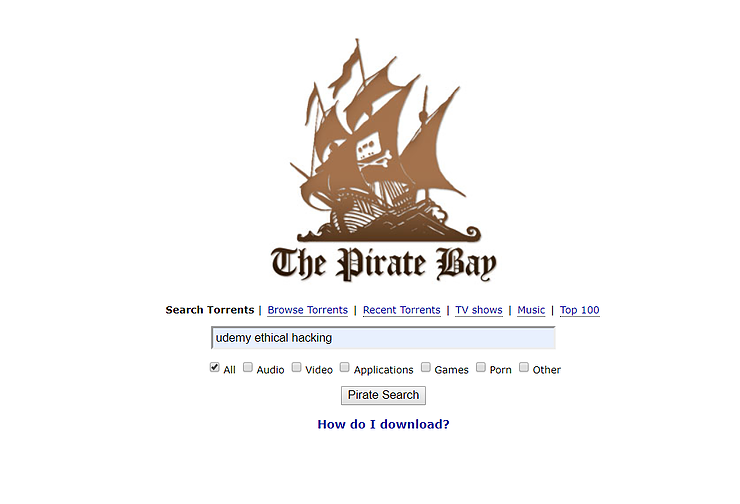 The Pirate Bay
Search Torrents | Browse Torrents | Recent Torrents | TV shows | Music | Top 100
udemy ethical hacking
All Audio Video Applications Games Porn Other
Pirate Search
How do I download?